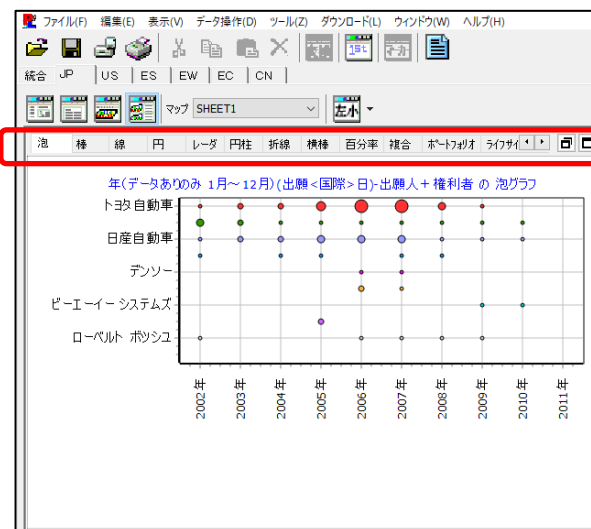 ファイル(F) 編集(E) 表示(V) データ操作(D) ツール(Z) ダウンロード(L) ウィンドウ(W) ヘルプ(H)
1st
統合 JP US ES EW EC CN
マップ SHEET1 左小
泡 棒 線 円 レーダ 円柱 折線 横棒 百分率 複合 ポートフォリオ ライフサイ
年(データありのみ 1月～12月)(出願<国際>日)-出願人+権利者 の 泡グラフ
トヨタ自動車
日産自動車
デンソー
ビーエーイー システムズ
ローベルト ボッシュ
2002年 2003年 2004年 2005年 2006年 2007年 2008年 2009年 2010年 2011年